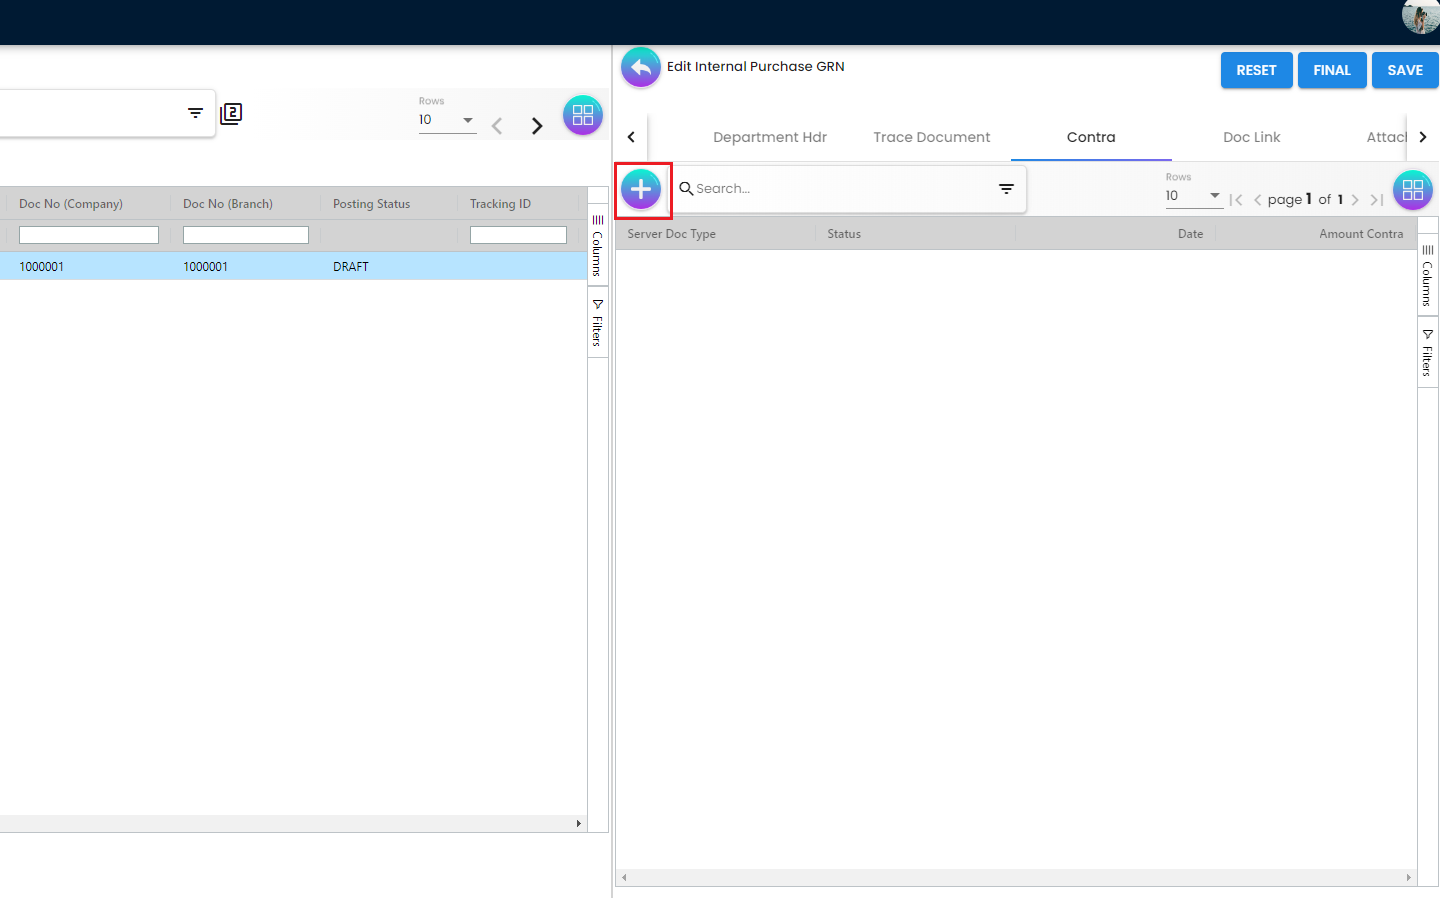 Edit Internal Purchase GRN
RESET
FINAL
SAVE
Rows
10
2
Department Hdr
Trace Document
Contra
Doc Link
Attac
Search...
Rows
10
page 1 of 1
Doc No (Company)
Doc No (Branch)
Posting Status
Tracking ID
1000001
1000001
DRAFT
Columns
Filters
Server Doc Type
Status
Date
Amount Contra
Columns
Filters